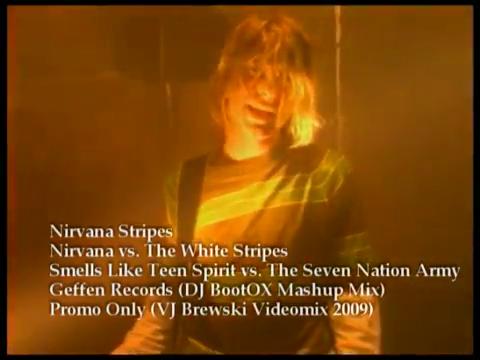 Nirvana Stripes
Nirvana vs. The White Stripes
Smells Like Teen Spirit vs. The Seven Nation Army
Geffen Records (DJ BootOX Mashup Mix)
Promo Only (VJ Brewski Videomix 2009)